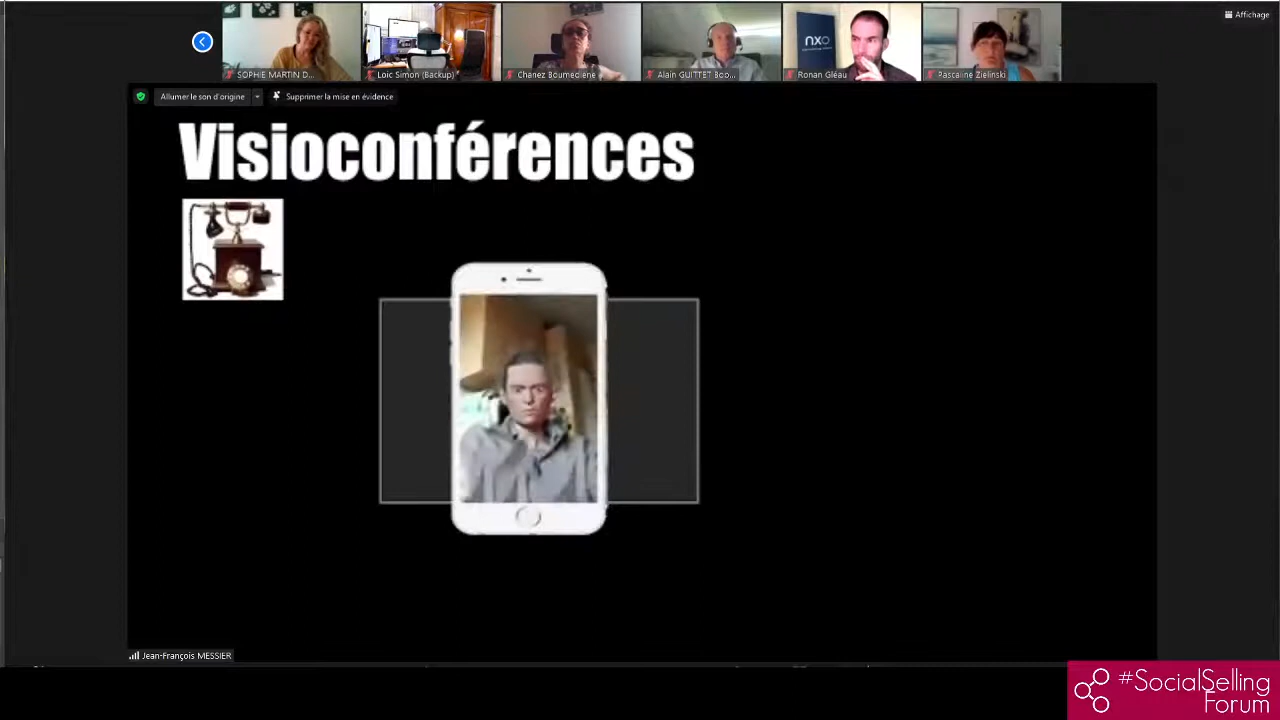 Affichage
SOPHIE MARTIN D...
Loic Simon (Backup)
Chanez Boumediene
Alain GUITTET Boo...
nxo
Ronan Gléau
Pascaline Zielinski
Allumer le son d'origine
Supprimer la mise en évidence
Visioconférences
Jean-François MESSIER
#SocialSelling
Forum